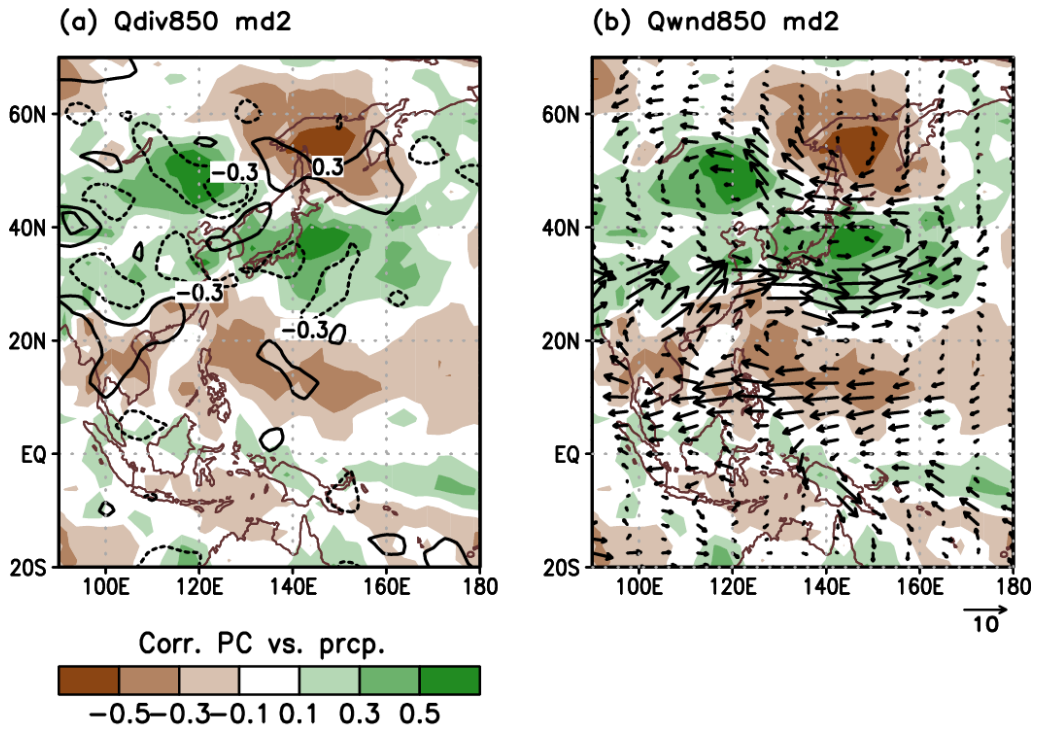 (a) Qdiv850 md2
(b) Qwnd850 md2
60N
40N
20N
EQ
20S
100E 120E 140E 160E 180
-0.3
0.3
-0.3
-0.3
60N
40N
20N
EQ
20S
100E 120E 140E 160E 180
10
Corr. PC vs. prcp.
-0.5 -0.3 -0.1 0.1 0.3 0.5